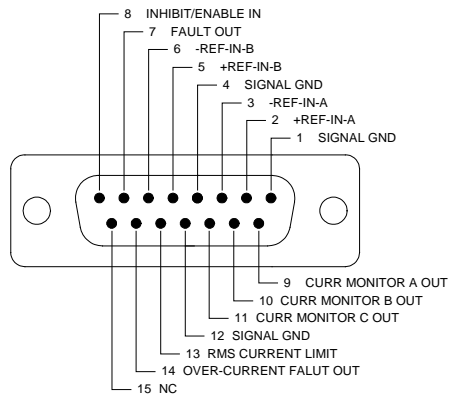 8 INHIBIT/ENABLE IN
7 FAULT OUT
6 -REF-IN-B
5 +REF-IN-B
4 SIGNAL GND
3 -REF-IN-A
2 +REF-IN-A
1 SIGNAL GND
9 CURR MONITOR A OUT
10 CURR MONITOR B OUT
11 CURR MONITOR C OUT
12 SIGNAL GND
13 RMS CURRENT LIMIT
14 OVER-CURRENT FALUT OUT
15 NC